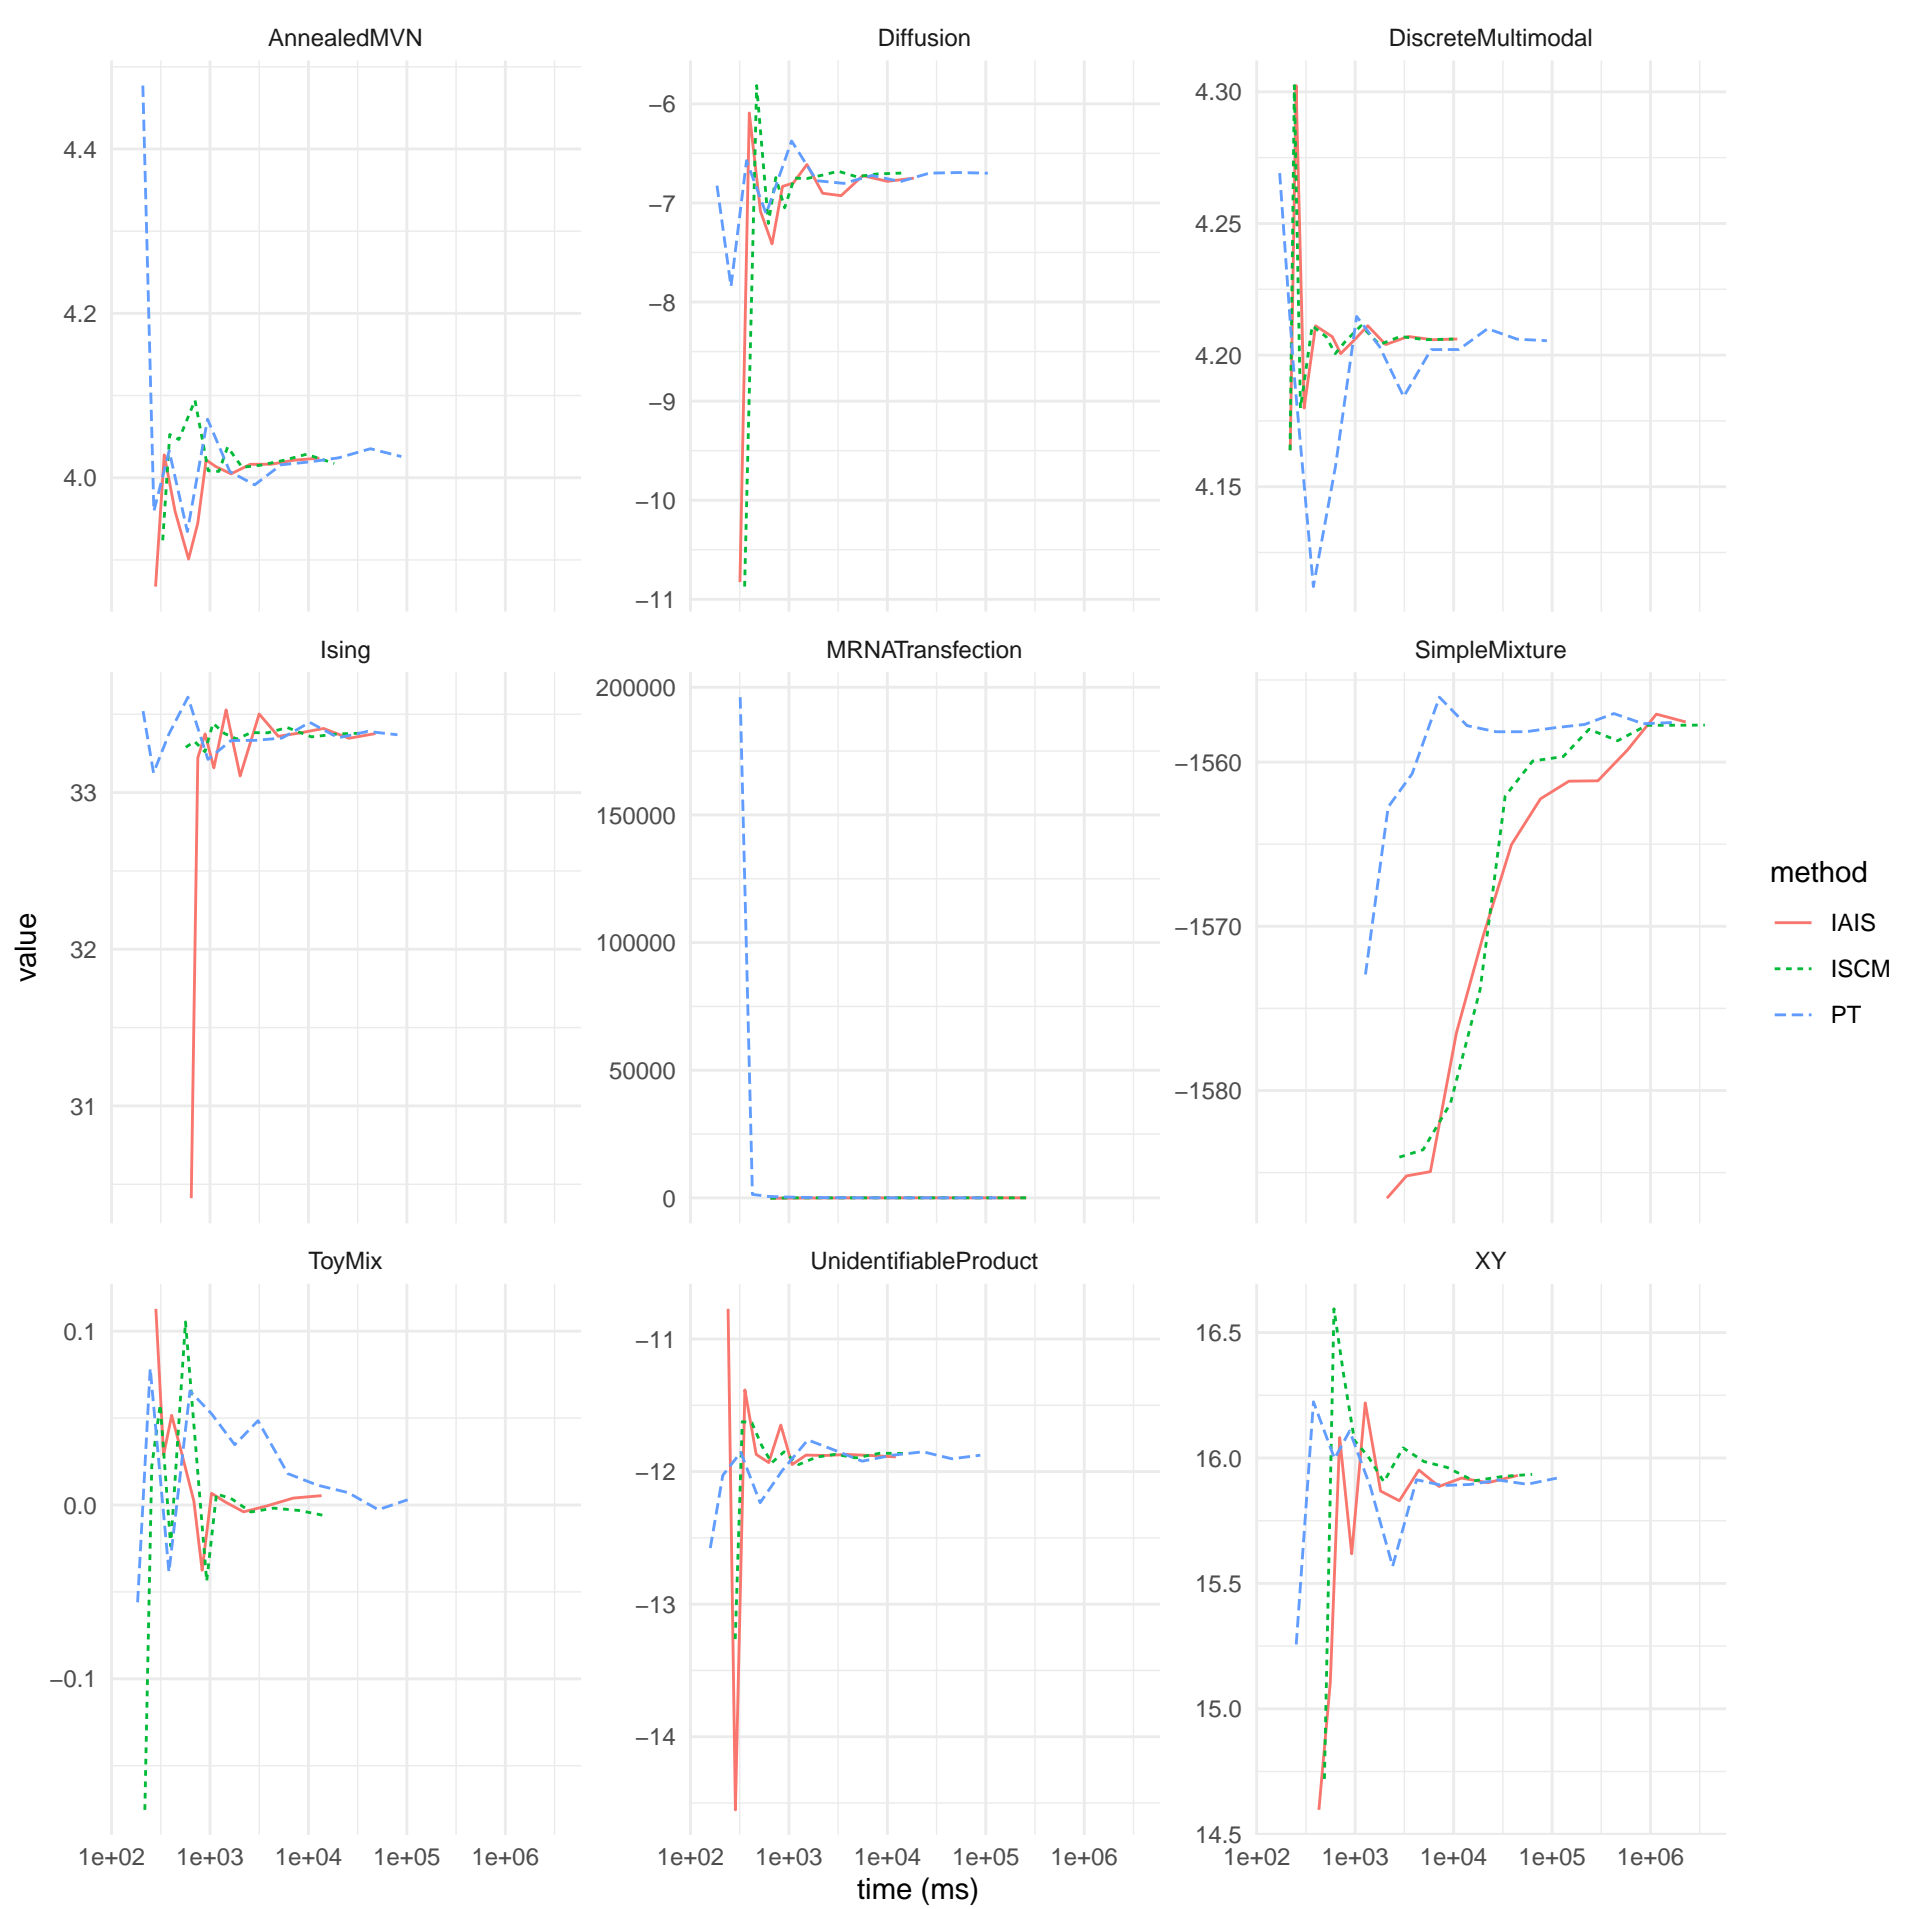 AnnealedMVN
Diffusion
DiscreteMultimodal
4.4
4.2
4.0
−6
−7
−8
−9
−10
−11
4.30
4.25
4.20
4.15
Ising
MRNATransfection
SimpleMixture
33
32
31
200000
150000
100000
50000
0
−1560
−1570
−1580
ToyMix
UnidentifiableProduct
XY
0.1
0.0
−0.1
−11
−12
−13
−14
16.5
16.0
15.5
15.0
14.5
1e+02 1e+03 1e+04 1e+05 1e+06
1e+02 1e+03 1e+04 1e+05 1e+06
1e+02 1e+03 1e+04 1e+05 1e+06
time (ms)
value
method
IAIS
ISCM
PT